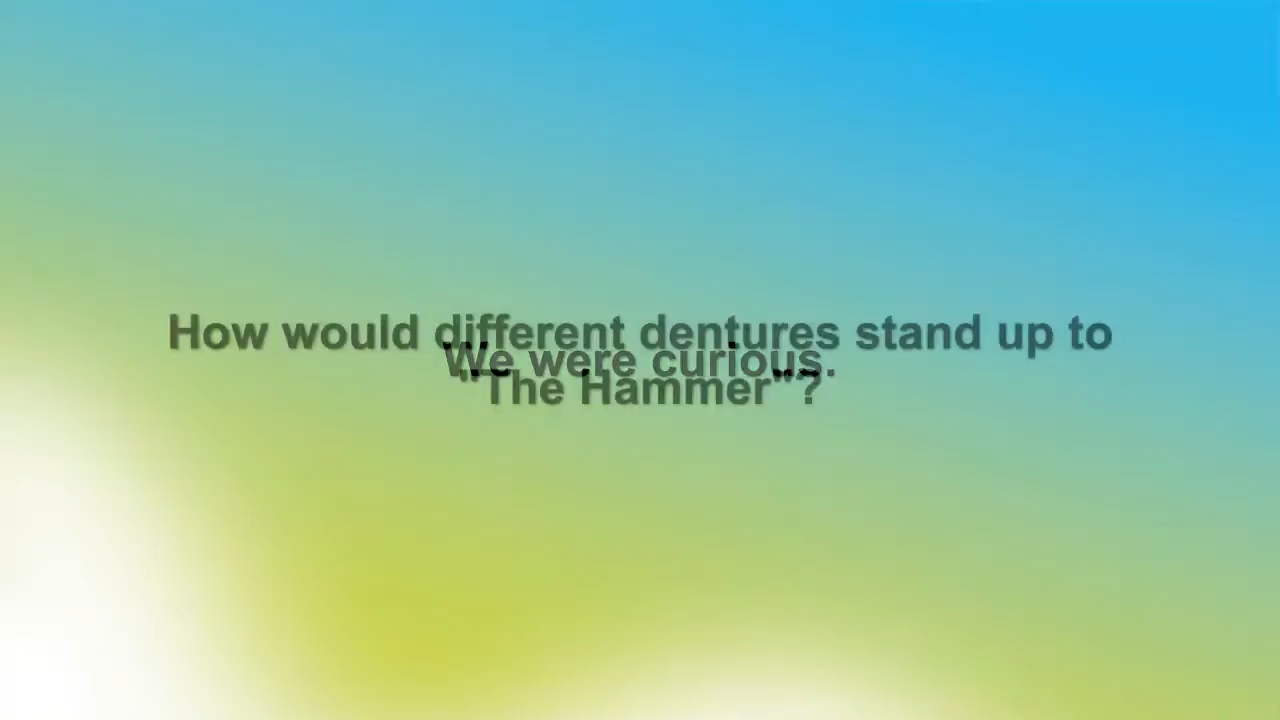 How would different dentures stand up to
We were curious.
"The Hammer"?